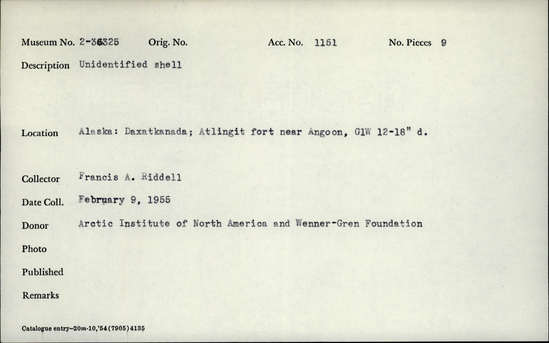 Museum No. 2-36325 Orig. No. Acc. No. 1151 No. Pieces 9
Description Unidentified shell
Location Alaska: Daxatkanada; Atlingit fort near Angoon, G1W 12-18" d.
Collector Francis A. Riddell
Date Coll. February 9, 1955
Donor Arctic Institute of North America and Wenner-Gren Foundation
Photo
Published
Remarks
Catalogue entry—20m-10,'54(7905)4135